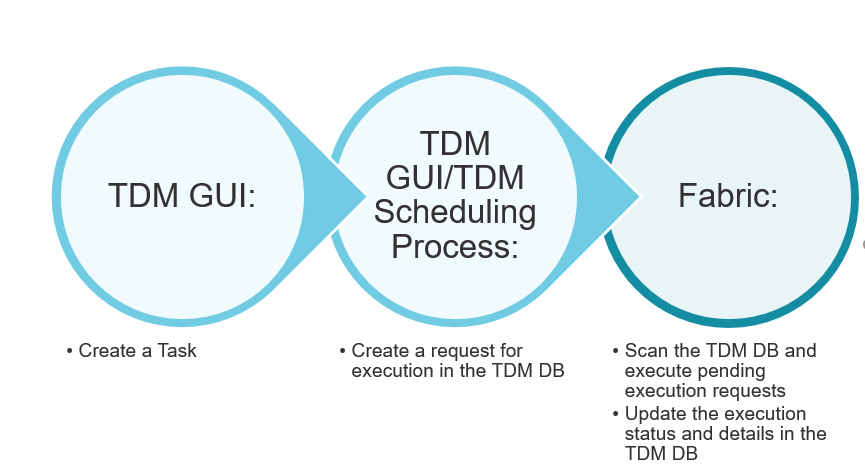 TDM GUI:
TDM
GUI/TDM
Scheduling
Process:
Fabric:
• Create a Task
• Create a request for
execution in the TDM DB
• Scan the TDM DB and
execute pending
execution requests
• Update the execution
status and details in the
TDM DB